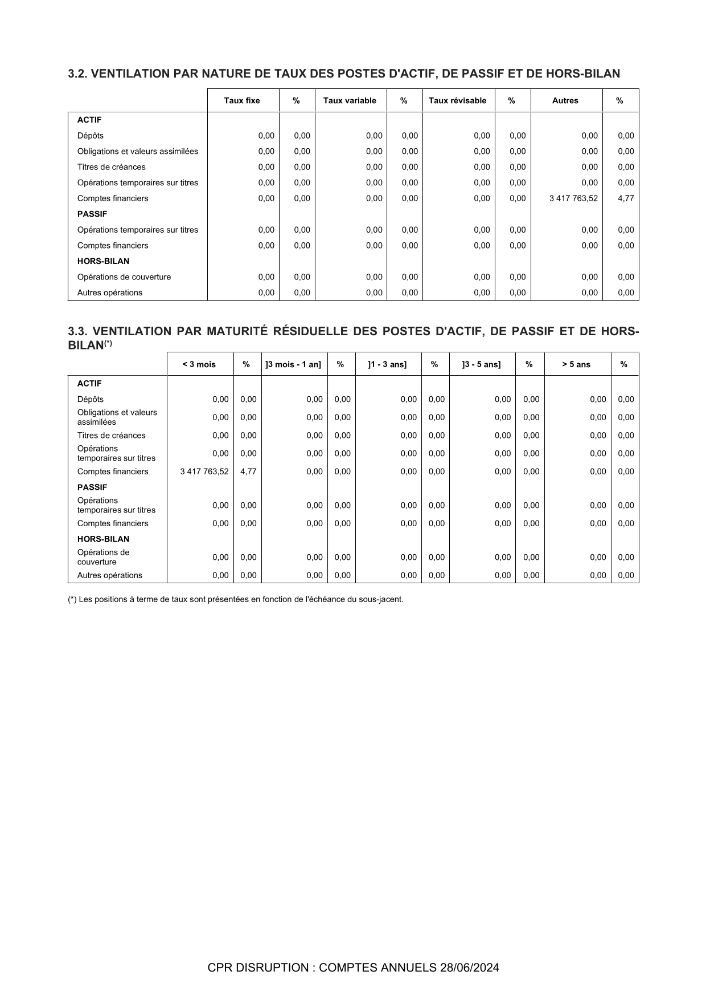 3.2. VENTILATION PAR NATURE DE TAUX DES POSTES D'ACTIF, DE PASSIF ET DE HORS-BILAN
Taux fixe % Taux variable % Taux révisable % Autres %
ACTIF
Dépôts 0,00 0,00 0,00 0,00 0,00 0,00 0,00 0,00
Obligations et valeurs assimilées 0,00 0,00 0,00 0,00 0,00 0,00 0,00 0,00
Titres de créances 0,00 0,00 0,00 0,00 0,00 0,00 0,00 0,00
Opérations temporaires sur titres 0,00 0,00 0,00 0,00 0,00 0,00 0,00 0,00
Comptes financiers 0,00 0,00 0,00 0,00 0,00 0,00 3 417 763,52 4,77
PASSIF
Opérations temporaires sur titres 0,00 0,00 0,00 0,00 0,00 0,00 0,00 0,00
Comptes financiers 0,00 0,00 0,00 0,00 0,00 0,00 0,00 0,00
HORS-BILAN
Opérations de couverture 0,00 0,00 0,00 0,00 0,00 0,00 0,00 0,00
Autres opérations 0,00 0,00 0,00 0,00 0,00 0,00 0,00 0,00
3.3. VENTILATION PAR MATURITÉ RÉSIDUELLE DES POSTES D'ACTIF, DE PASSIF ET DE HORS-
BILAN(*)
< 3 mois % ]3 mois - 1 an] % ]1 - 3 ans] % ]3 - 5 ans] % > 5 ans %
ACTIF
Dépôts 0,00 0,00 0,00 0,00 0,00 0,00 0,00 0,00 0,00 0,00
Obligations et valeurs
assimilées 0,00 0,00 0,00 0,00 0,00 0,00 0,00 0,00 0,00 0,00
Titres de créances 0,00 0,00 0,00 0,00 0,00 0,00 0,00 0,00 0,00 0,00
Opérations
temporaires sur titres 0,00 0,00 0,00 0,00 0,00 0,00 0,00 0,00 0,00 0,00
Comptes financiers 3 417 763,52 4,77 0,00 0,00 0,00 0,00 0,00 0,00 0,00 0,00
PASSIF
Opérations
temporaires sur titres 0,00 0,00 0,00 0,00 0,00 0,00 0,00 0,00 0,00 0,00
Comptes financiers 0,00 0,00 0,00 0,00 0,00 0,00 0,00 0,00 0,00 0,00
HORS-BILAN
Opérations de
couverture 0,00 0,00 0,00 0,00 0,00 0,00 0,00 0,00 0,00 0,00
Autres opérations 0,00 0,00 0,00 0,00 0,00 0,00 0,00 0,00 0,00 0,00
(*) Les positions à terme de taux sont présentées en fonction de l'échéance du sous-jacent.
CPR DISRUPTION : COMPTES ANNUELS 28/06/2024